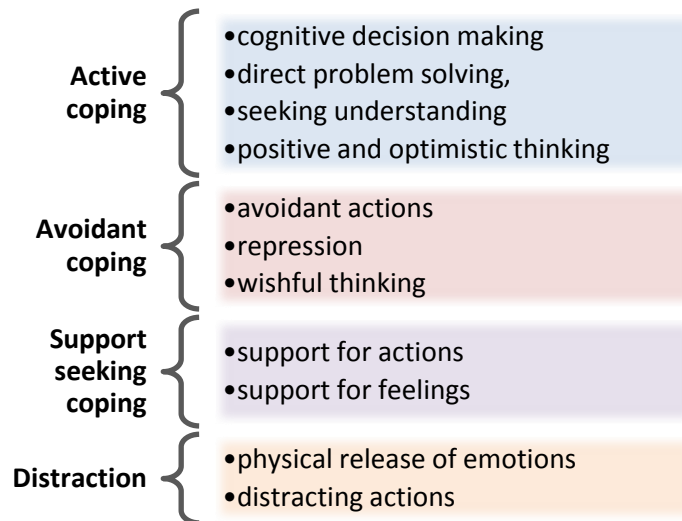 Active
coping
•cognitive decision making
•direct problem solving,
•seeking understanding
•positive and optimistic thinking
Avoidant
coping
•avoidant actions
•repression
•wishful thinking
Support
seeking
coping
•support for actions
•support for feelings
Distraction
•physical release of emotions
•distracting actions